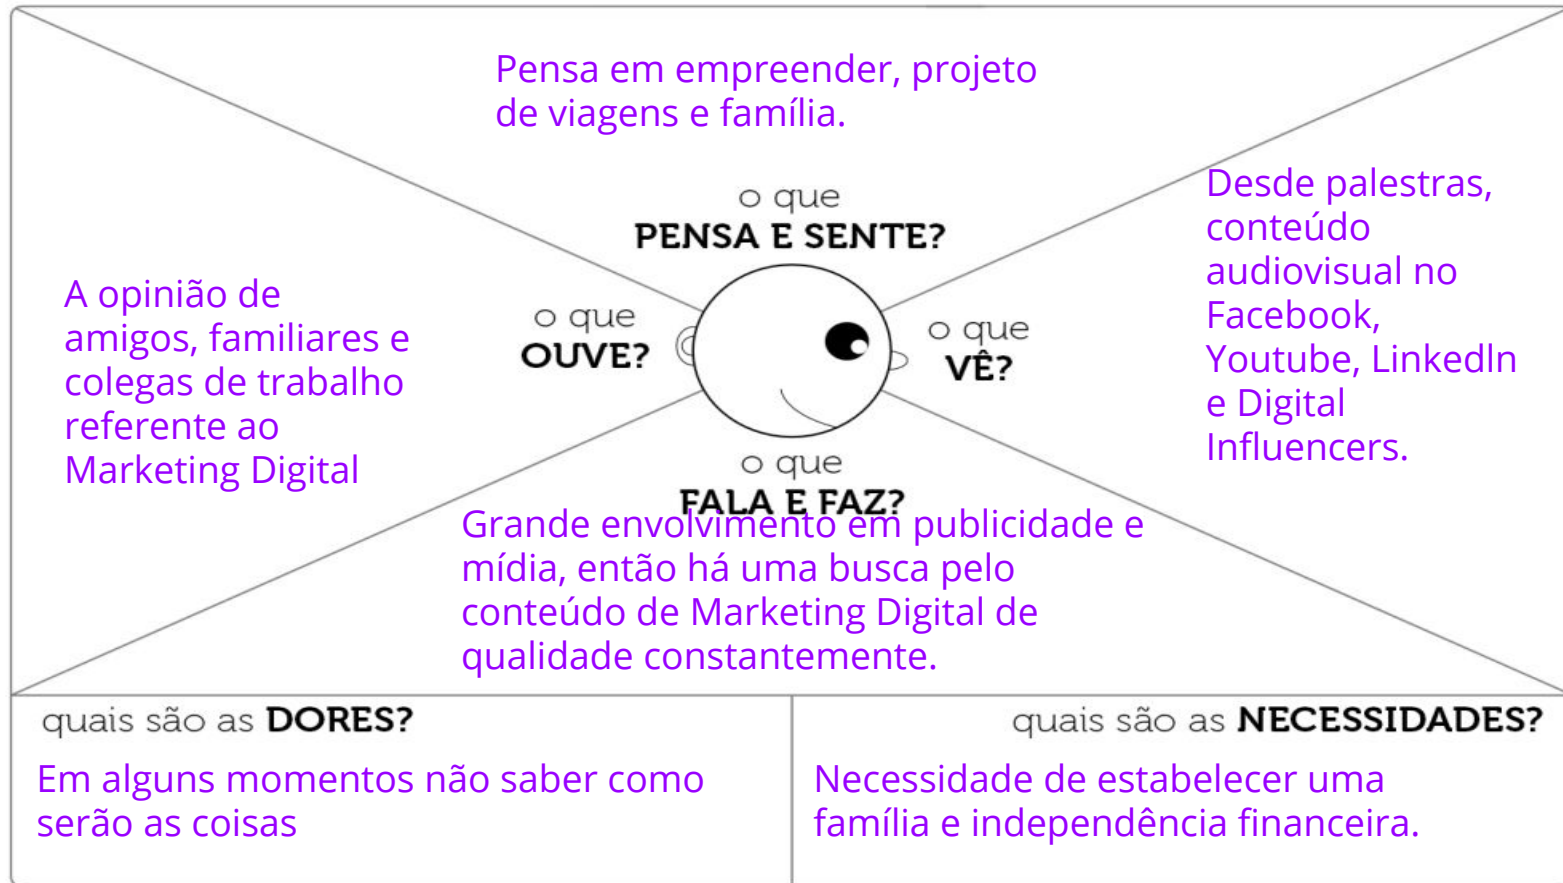 Pensa em empreender, projeto
de viagens e família.
o que
PENSA E SENTE?
A opinião de
amigos, familiares e
colegas de trabalho
referente ao
Marketing Digital
o que
OUVE?
o que
VÊ?
Desde palestras,
conteúdo
audiovisual no
Facebook,
Youtube, Linkedln
e Digital
Influencers.
o que
FALA E FAZ?
Grande envolvimento em publicidade e
mídia, então há uma busca pelo
conteúdo de Marketing Digital de
qualidade constantemente.
quais são as DORES?
Em alguns momentos não saber como
serão as coisas
quais são as NECESSIDADES?
Necessidade de estabelecer uma
família e independência financeira.